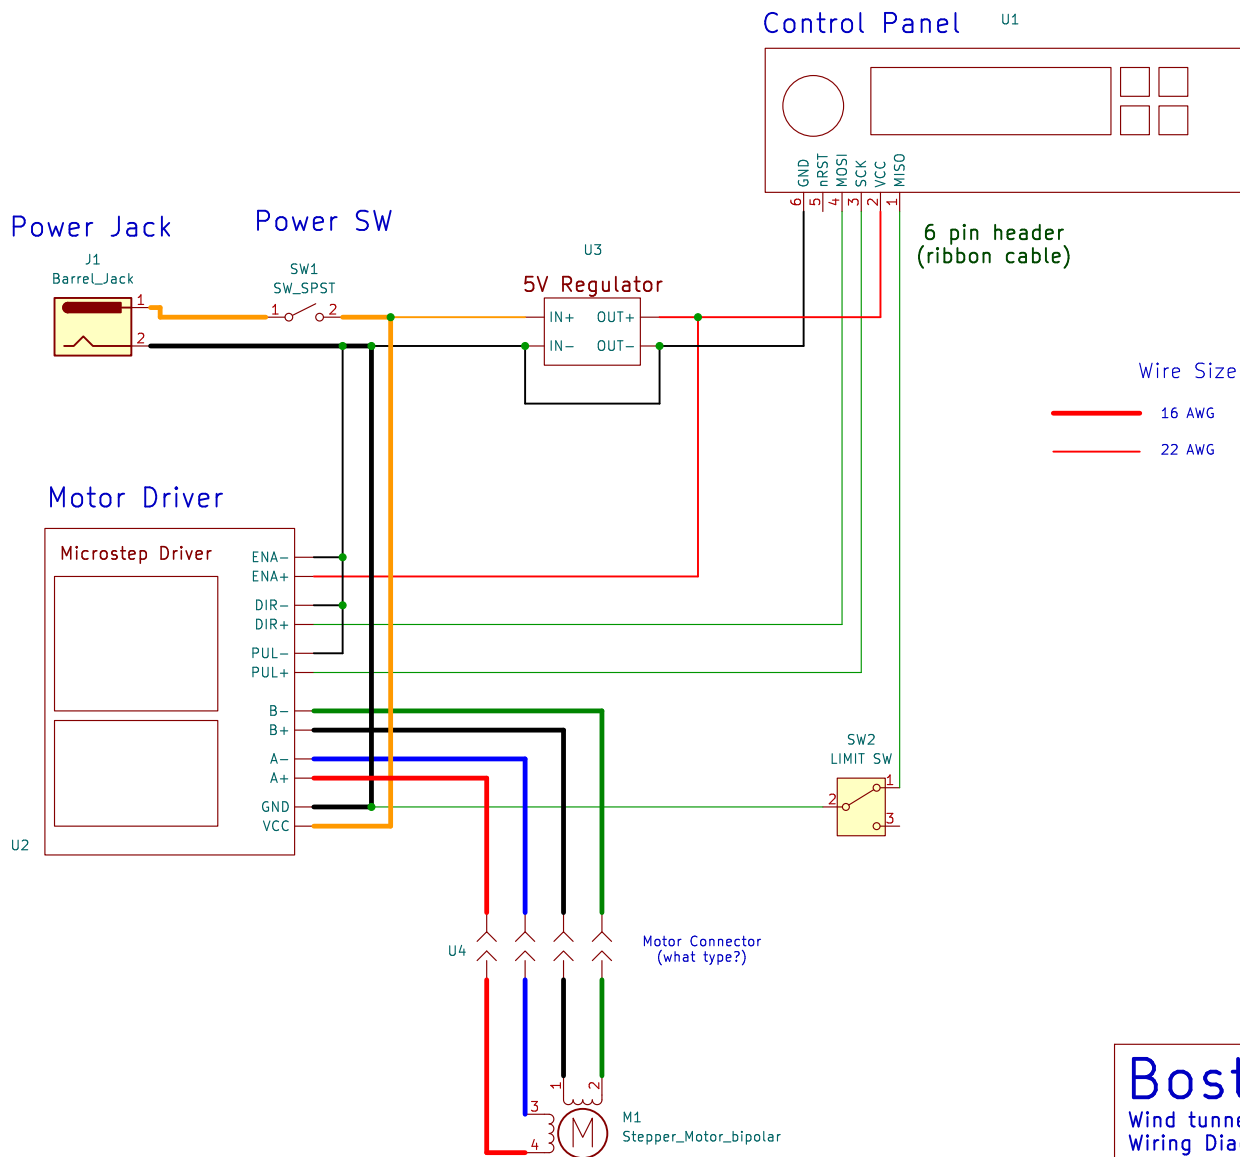 Control Panel
U1
GND
nRST
MOSI
SCK
VCC
MISO
6
5
4
3
2
1
6 pin header
(ribbon cable)
Power Jack
J1
Barrel_Jack
1
2
Power SW
SW1
SW_SPST
1
2
U3
5V Regulator
IN+
OUT+
IN-
OUT-
Wire Size
16 AWG
22 AWG
Motor Driver
Microstep Driver
ENA-
ENA+
DIR-
DIR+
PUL-
PUL+
B-
B+
A-
A+
GND
VCC
U2
SW2
LIMIT SW
1
2
3
U4
Motor Connector
(what type?)
1
2
3
4
M
M1
Stepper_Motor_bipolar
Bost
Wind tunne
Wiring Dia